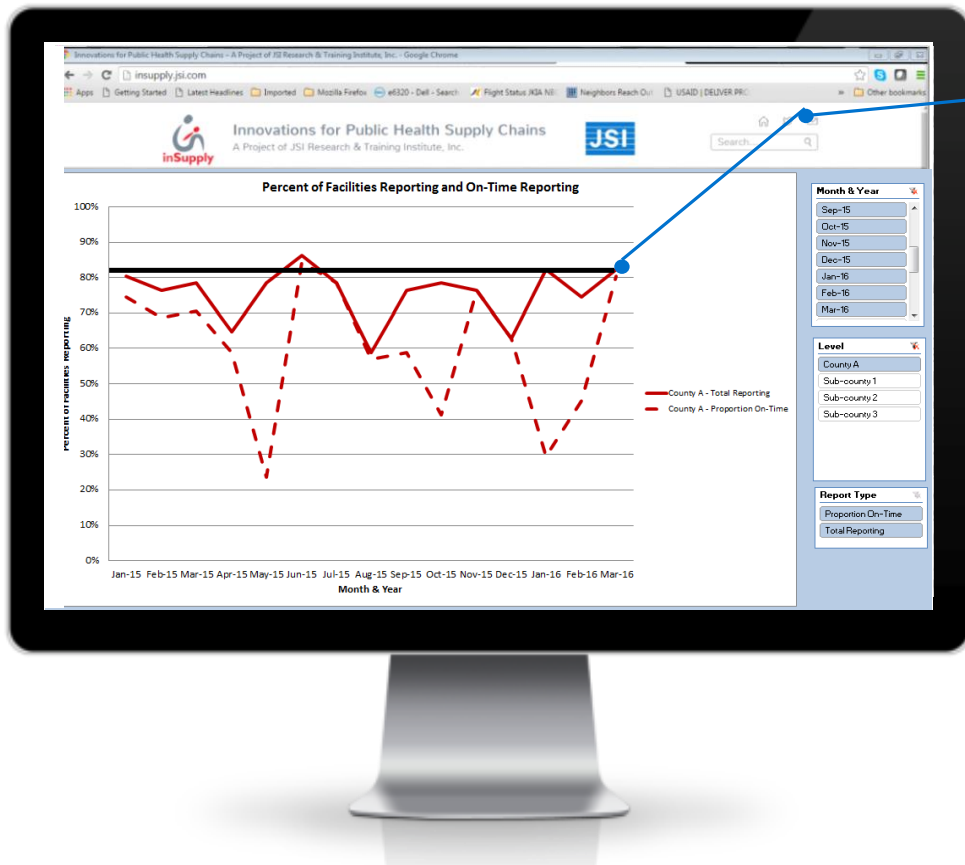 Innovations for Public Health Supply Chains - A Project of JSI Research & Training Institute, Inc. - Google Chrome
insupply.jsi.com
Apps Getting Started Latest Headlines Imported Mozilla Firefox e6320 - Dell - Search Flight Status JKIA Neighbors Reach Out USAID | DELIVER PRO » Other bookmarks
inSupply
Innovations for Public Health Supply Chains
A Project of JSI Research & Training Institute, Inc.
JSI
Search...
Percent of Facilities Reporting and On-Time Reporting
100%
90%
80%
70%
60%
50%
40%
30%
20%
10%
0%
Percent of Facilities Reporting
Jan-15 Feb-15 Mar-15 Apr-15 May-15 Jun-15 Jul-15 Aug-15 Sep-15 Oct-15 Nov-15 Dec-15 Jan-16 Feb-16 Mar-16
Month & Year
County A - Total Reporting
County A - Proportion On-Time
Month & Year
Sep-15
Oct-15
Nov-15
Dec-15
Jan-16
Feb-16
Mar-16
Level
County A
Sub-county 1
Sub-county 2
Sub-county 3
Report Type
Proportion On-Time
Total Reporting